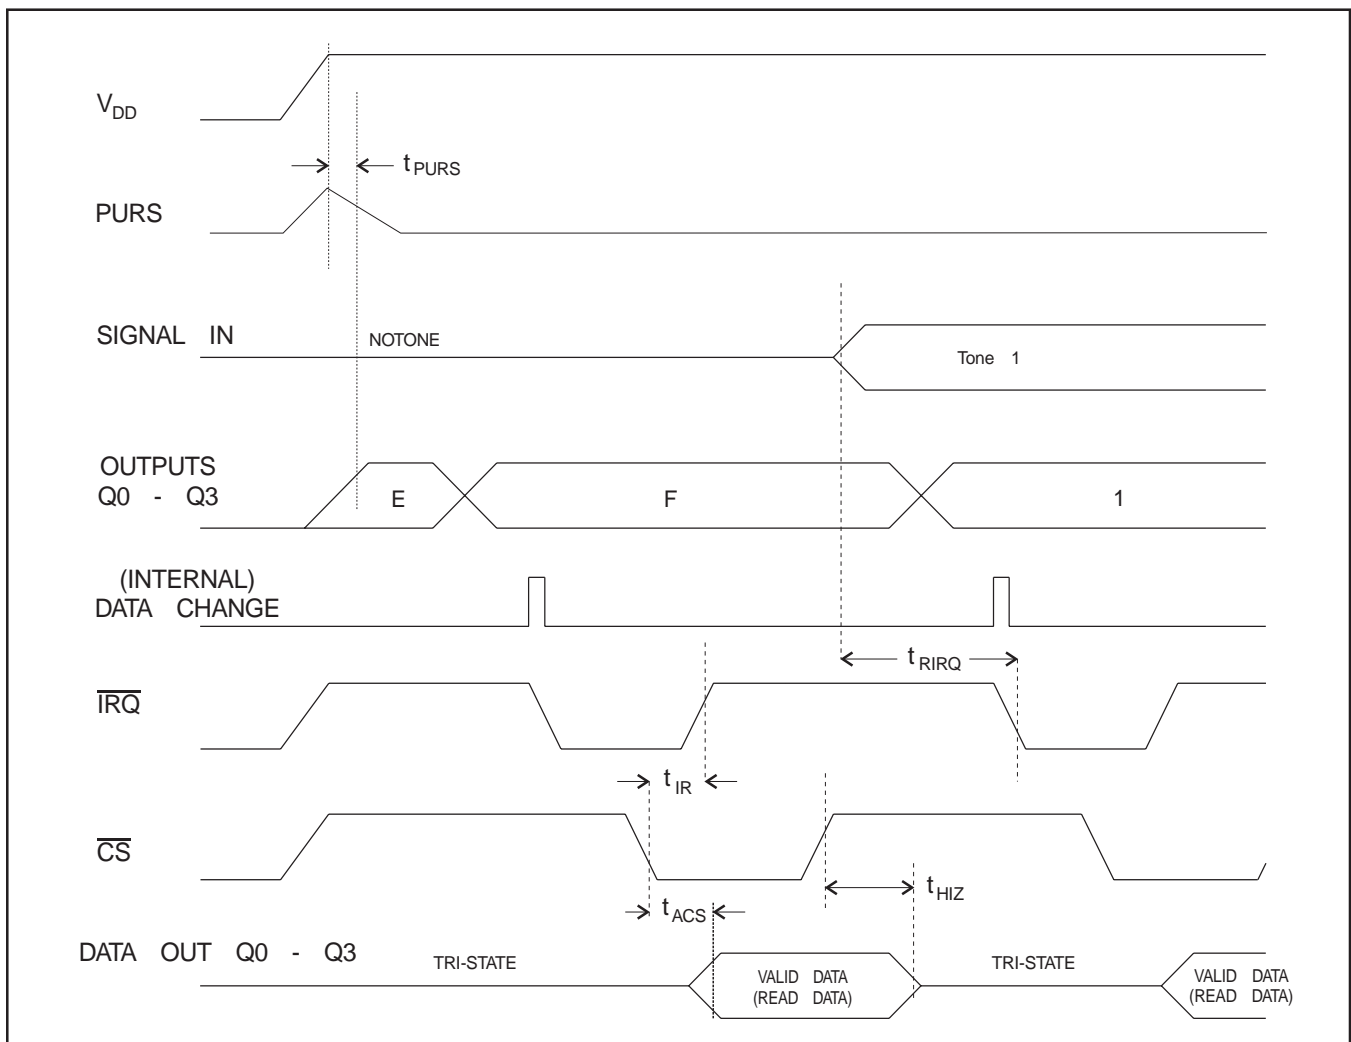 VDD
tPURS
PURS
SIGNAL IN
NOTONE
Tone 1
OUTPUTS
Q0 - Q3
E
F
1
(INTERNAL)
DATA CHANGE
tRIRQ
IRQ
tIR
CS
tHIZ
tACS
DATA OUT Q0 - Q3
TRI-STATE
VALID DATA
(READ DATA)
TRI-STATE
VALID DATA
(READ DATA)